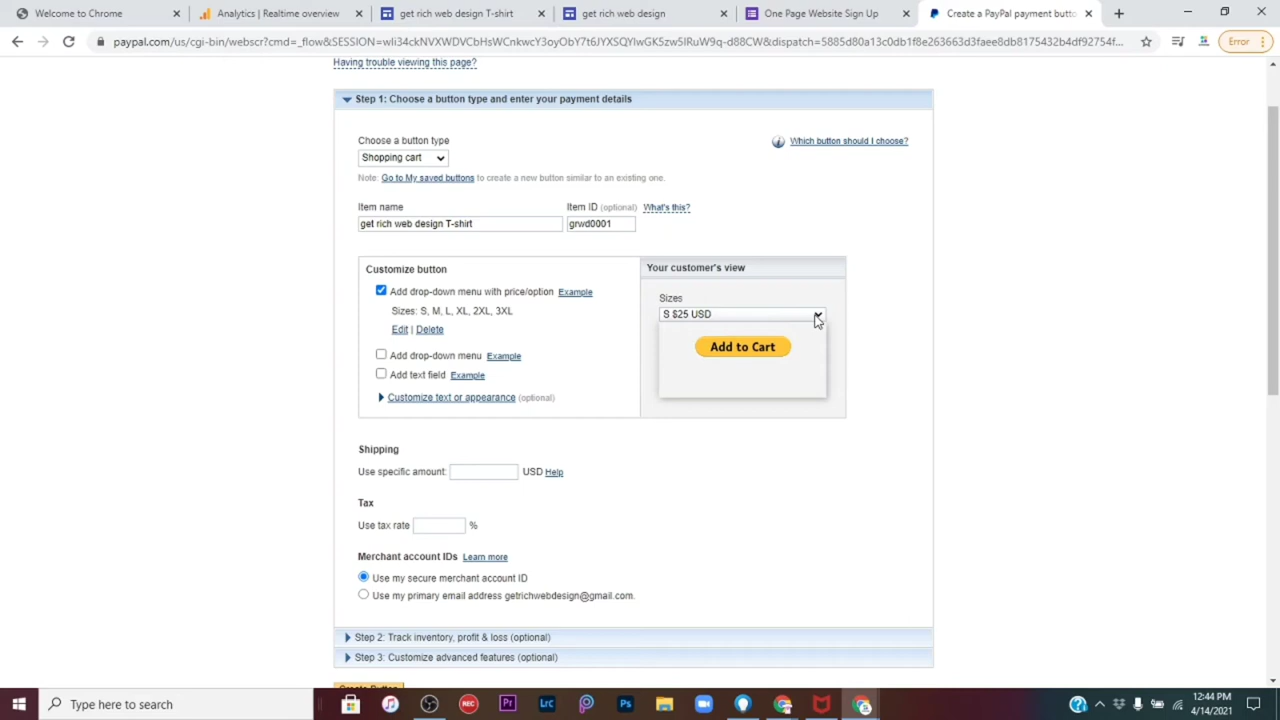 Welcome to Chrome
Analytics | Realtime overview
get rich web design T-shirt
get rich web design
One Page Website Sign Up
Create a PayPal payment butto
paypal.com/us/cgi-bin/webscr?cmd=_flow&SESSION=
Error
Having trouble viewing this page?
Step 1: Choose a button type and enter your payment details
Choose a button type
Which button should I choose?
Shopping cart
Note: Go to My saved buttons to create a new button similar to an existing one.
Item name
Item ID (optional) What's this?
get rich web design T-shirt
grwd0001
Customize button
Your customer's view
Add drop-down menu with price/option Example
Sizes: S, M, L, XL, 2XL, 3XL
Edit | Delete
Sizes
S $25 USD
Add to Cart
Add drop-down menu Example
Add text field Example
Customize text or appearance (optional)
Shipping
Use specific amount: USD Help
Tax
Use tax rate %
Merchant account IDs Learn more
Use my secure merchant account ID
Use my primary email address getrichwebdesign@gmail.com.
Step 2: Track inventory, profit & loss (optional)
Step 3: Customize advanced features (optional)
Create Button
Type here to search
REC
Pr
Lrc
Ps
12:44 PM
4/14/2021